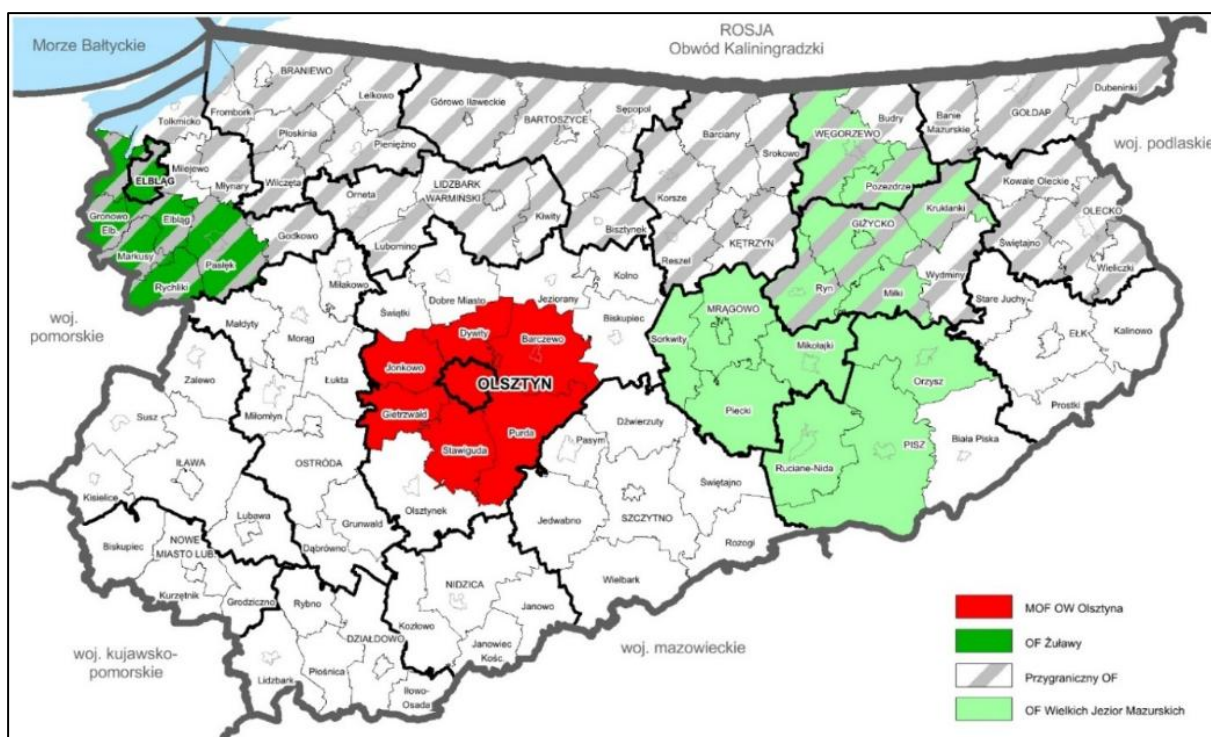 Morze Bałtyckie
ROSJA
Obwód Kaliningradzki
woj. podlaskie
woj.
pomorskie
woj. kujawsko-
pomorskie
woj. mazowieckie
BRANIEWO
Lelkowo
Frombork
Tolkmicko
Płoskinia
Pieniężno
Górowo Iławeckie
BARTOSZYCE
Sępopol
Barciany
Srokowo
WĘGORZEWO
Budry
Banie
Mazurskie
GOŁDAP
Dubeninki
Milejewo
Młynary
Wilczęta
ELBLĄG
Elbląg
Gronowo
Elb.
Markusy
Pasłęk
Rychliki
Godkowo
Orneta
LIDZBARK
WARMIŃSKI
Kiwity
Lubomino
Bisztynek
Korsze
KĘTRZYN
Reszel
Pozezdrze
Kruklanki
GIŻYCKO
Ryn
Miłki
Wydminy
Kowale Oleckie
OLECKO
Świętajno
Wieliczki
Stare Juchy
EŁK
Kalinowo
Prostki
Miłakowo
Małdyty
Morąg
Łukta
Zalewo
Miłomłyn
Susz
IŁAWA
Kisielice
Lubawa
OSTRÓDA
Grunwald
Dąbrówno
Świątki
Dobre Miasto
Jeziorany
Kolno
Biskupiec
Dywity
Barczewo
Jonkowo
OLSZTYN
Gietrzwałd
Stawiguda
Purda
Olsztynek
MRĄGOWO
Sorkwity
Mikołajki
Piecki
Orzysz
PISZ
Ruciane-Nida
Biała Piska
Dźwierzuty
Pasym
Świętajno
SZCZYTNO
Jedwabno
Rozogi
Wielbark
Biskupiec
NOWE
MIASTO LUB.
Kurzętnik
Grodziczno
Rybno
DZIAŁDOWO
Lidzbark
Płośnica
Iłowo-
Osada
NIDZICA
Kozłowo
Janowo
Janowiec
Kośc.
MOF OW Olsztyna
OF Żuławy
Przygraniczny OF
OF Wielkich Jezior Mazurskich